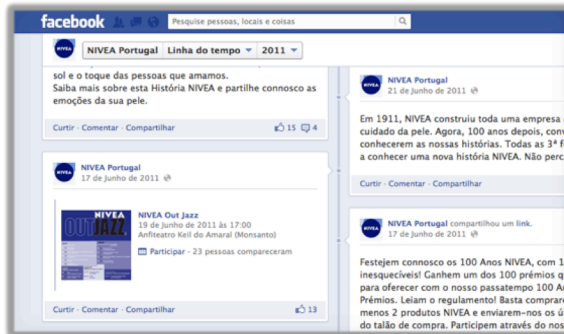 facebook
Pesquise pessoas, locais e coisas
NIVEA Portugal
Linha do tempo
2011
sol e o toque das pessoas que amamos.
Saiba mais sobre esta História NIVEA e partilhe connosco as
emoções da sua pele.
Curtir · Comentar · Compartilhar
15
4
NIVEA
NIVEA Portugal
17 de Junho de 2011
NIVEA
OUT JAZZ
NIVEA Out Jazz
19 de Junho de 2011 às 17:00
Anfiteatro Keil do Amaral (Monsanto)
Participar · 23 pessoas compareceram
Curtir · Comentar · Compartilhar
13
NIVEA
NIVEA Portugal
21 de Junho de 2011
Em 1911, NIVEA construiu toda uma empresa
cuidado da pele. Agora, 100 anos depois, conv
conhecerem as nossas histórias. Todas as 3ª f
a conhecer uma nova história NIVEA. Não perc
Curtir · Comentar · Compartilhar
NIVEA
NIVEA Portugal compartilhou um link.
17 de Junho de 2011
Festejem connosco os 100 Anos NIVEA, com 1
inesquecíveis! Ganhem um dos 100 prémios q
para oferecer com o nosso passatempo 100 A
Prémios. Leiam o regulamento! Basta comprar
menos 2 produtos NIVEA e enviarem-nos os ú
do talão de compra. Participem através do nos